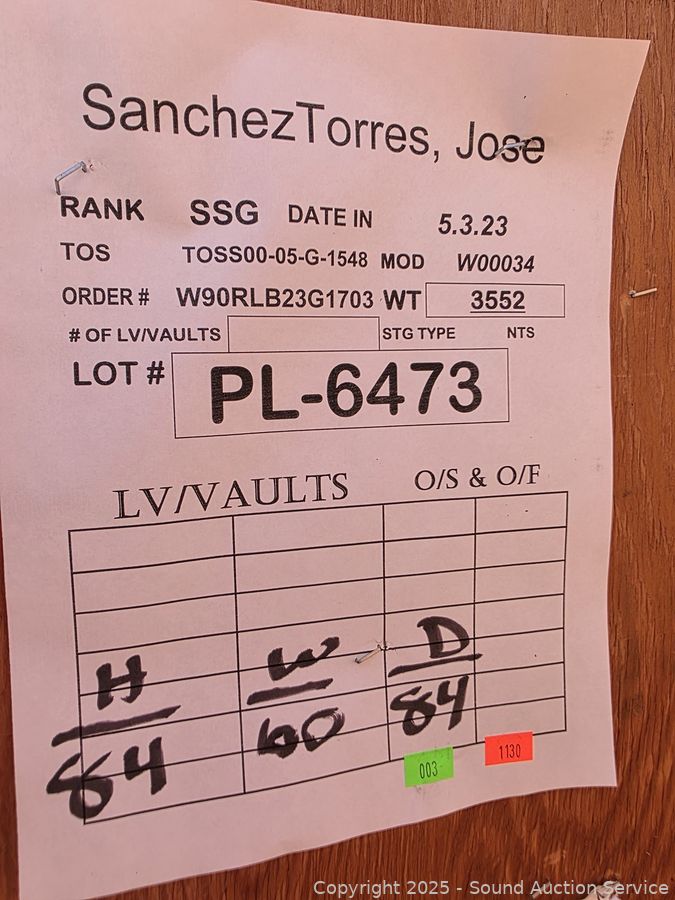 SanchezTorres, Jose
RANK SSG DATE IN 5.3.23
TOS TOSS00-05-G-1548 MOD W00034
ORDER # W90RLB23G1703 WT 3552
# OF LV/VAULTS STG TYPE NTS
LOT # PL-6473
LV/VAULTS O/S & O/F
H W D
84 60 84
003 1130
Copyright 2025 - Sound Auction Service